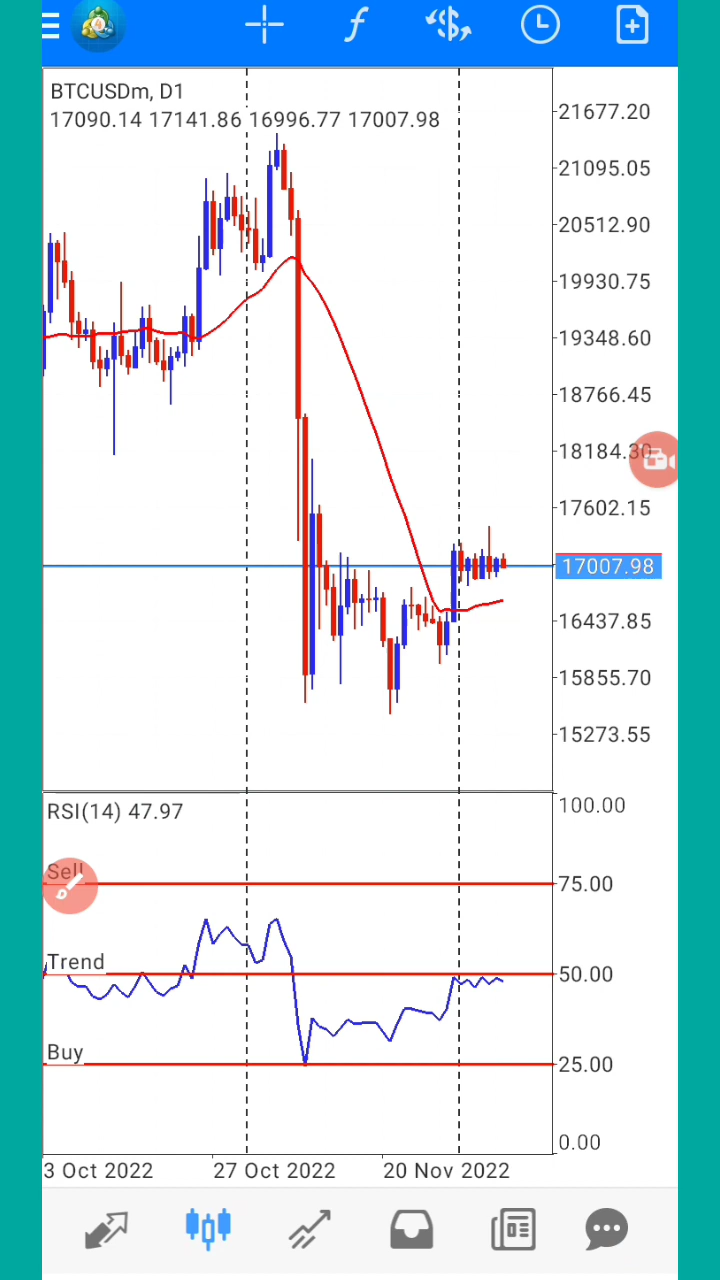 BTCUSDm, D1
17090.14 17141.86 16996.77 17007.98
21677.20
21095.05
20512.90
19930.75
19348.60
18766.45
18184.30
17602.15
17007.98
16437.85
15855.70
15273.55
RSI(14) 47.97
100.00
Sell
75.00
Trend
50.00
Buy
25.00
0.00
3 Oct 2022
27 Oct 2022
20 Nov 2022